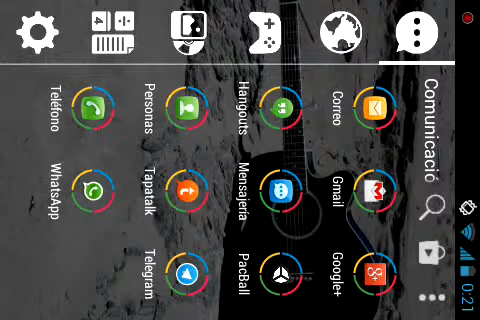 0:21
Comunicació
Correo
Gmail
Google+
Hangouts
Mensajería
PacBall
Personas
Tapatalk
Telegram
Teléfono
WhatsApp